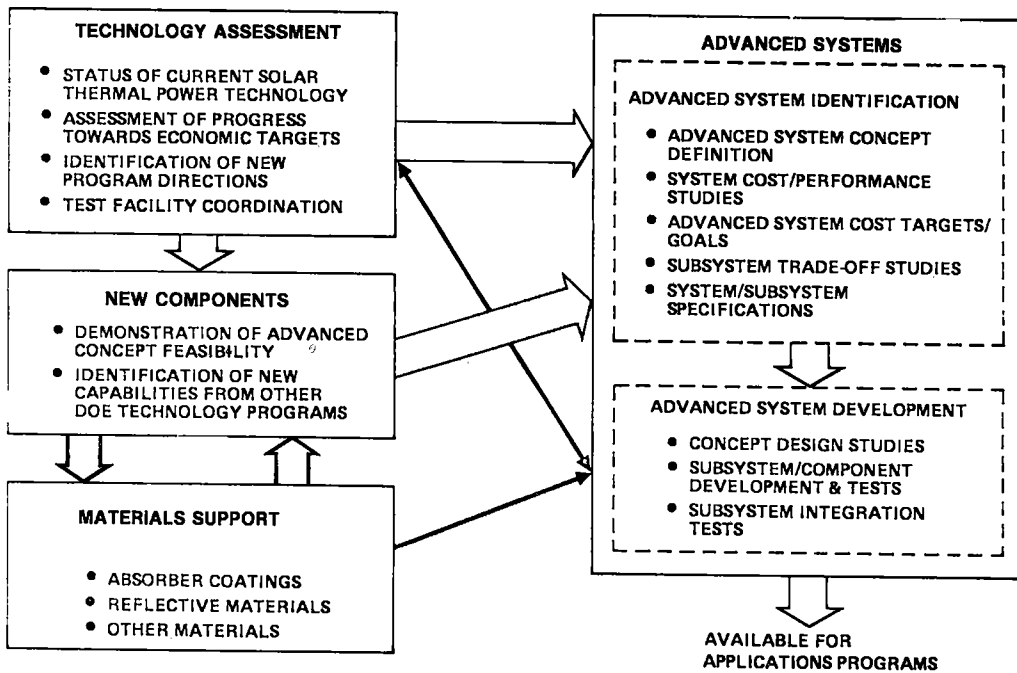 TECHNOLOGY ASSESSMENT
• STATUS OF CURRENT SOLAR
THERMAL POWER TECHNOLOGY
• ASSESSMENT OF PROGRESS
TOWARDS ECONOMIC TARGETS
• IDENTIFICATION OF NEW
PROGRAM DIRECTIONS
• TEST FACILITY COORDINATION
NEW COMPONENTS
• DEMONSTRATION OF ADVANCED
CONCEPT FEASIBILITY
• IDENTIFICATION OF NEW
CAPABILITIES FROM OTHER
DOE TECHNOLOGY PROGRAMS
MATERIALS SUPPORT
• ABSORBER COATINGS
• REFLECTIVE MATERIALS
• OTHER MATERIALS
ADVANCED SYSTEMS
ADVANCED SYSTEM IDENTIFICATION
• ADVANCED SYSTEM CONCEPT
DEFINITION
• SYSTEM COST/PERFORMANCE
STUDIES
• ADVANCED SYSTEM COST TARGETS/
GOALS
• SUBSYSTEM TRADE-OFF STUDIES
• SYSTEM/SUBSYSTEM
SPECIFICATIONS
ADVANCED SYSTEM DEVELOPMENT
• CONCEPT DESIGN STUDIES
• SUBSYSTEM/COMPONENT
DEVELOPMENT & TESTS
• SUBSYSTEM INTEGRATION
TESTS
AVAILABLE FOR
APPLICATIONS PROGRAMS